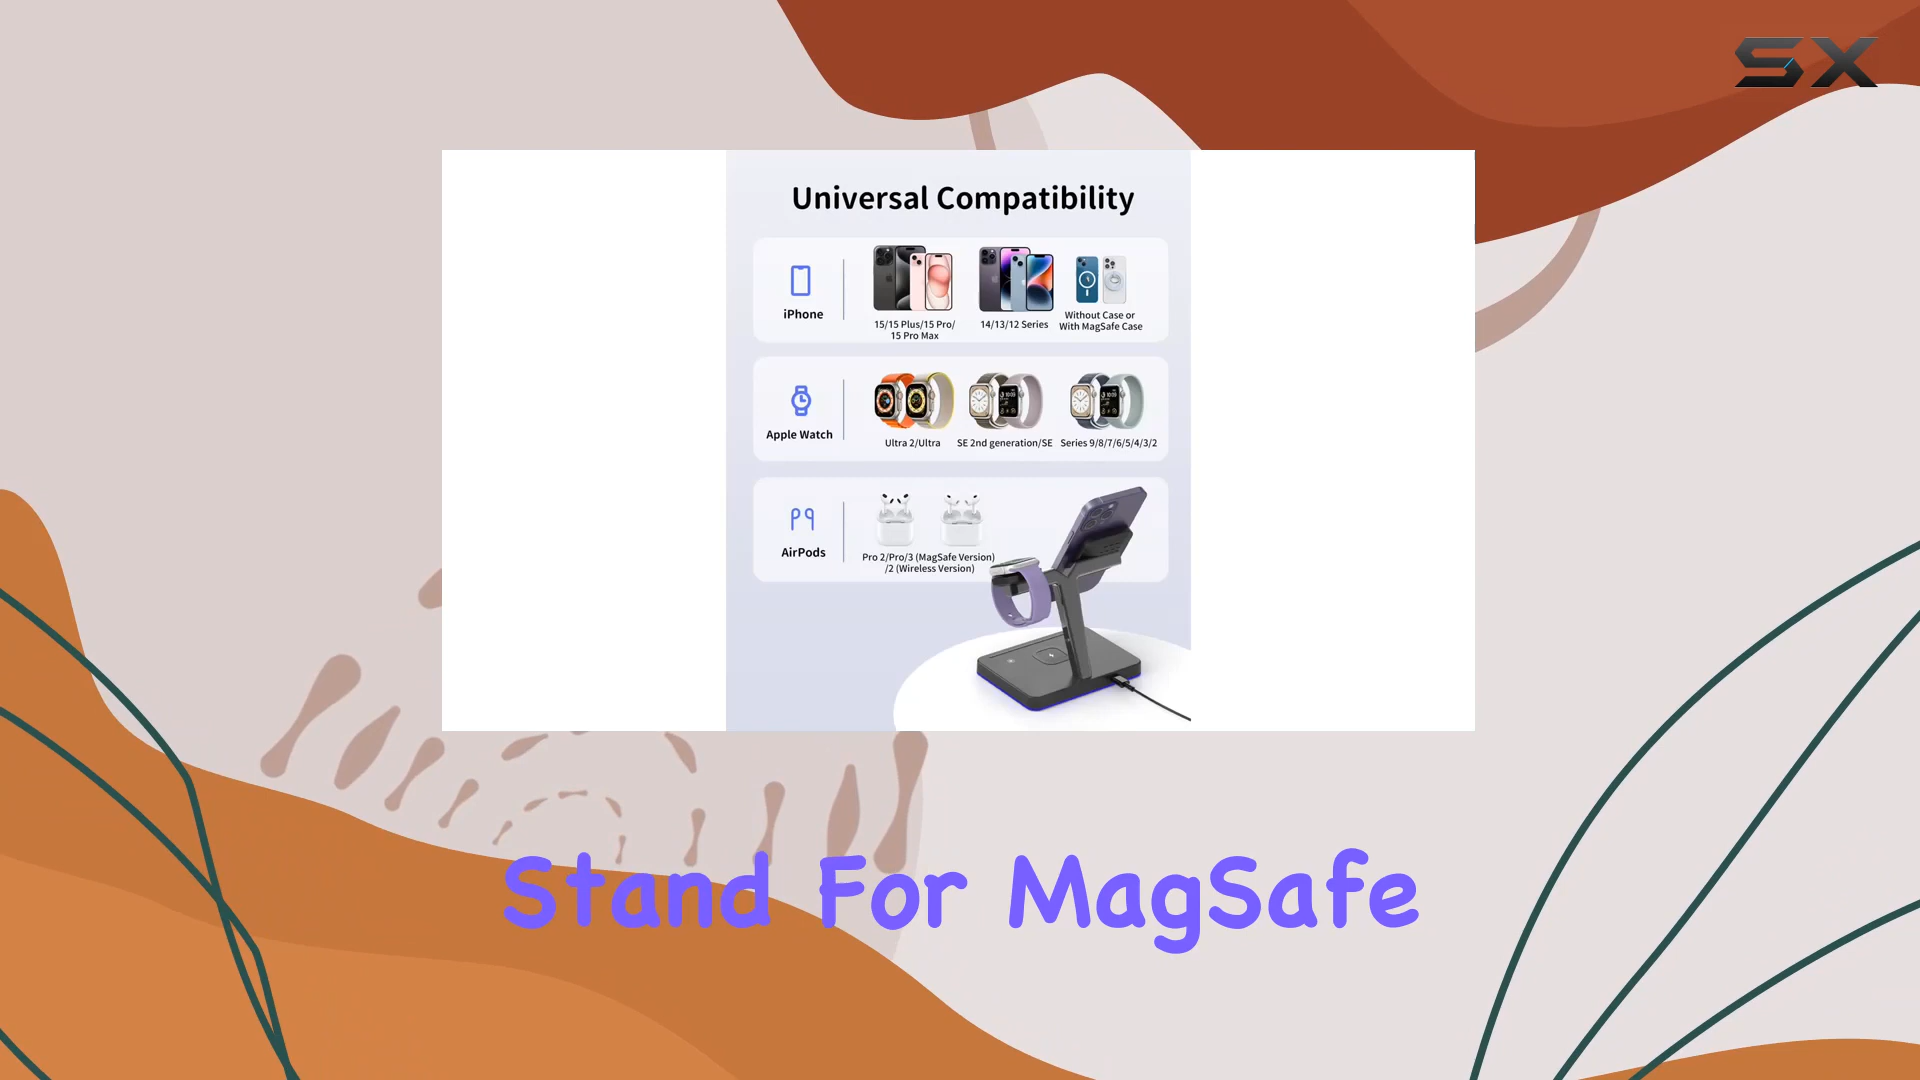 SX
Universal Compatibility
iPhone
15/15 Plus/15 Pro/
15 Pro Max
14/13/12 Series
Without Case or
With MagSafe Case
Apple Watch
Ultra 2/Ultra
SE 2nd generation/SE
Series 9/8/7/6/5/4/3/2
AirPods
Pro 2/Pro/3 (MagSafe Version)
/2 (Wireless Version)
Stand For MagSafe